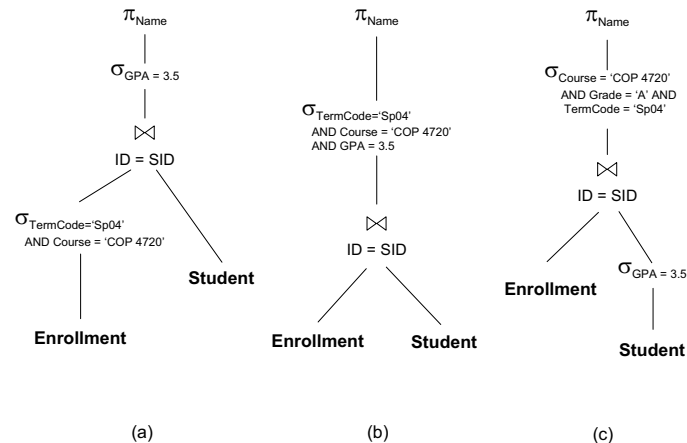 π Name
σ GPA = 3.5
⋈
ID = SID
σ TermCode=‘Sp04’
AND Course = ‘COP 4720’
Student
Enrollment
(a)
π Name
σ TermCode=‘Sp04’
AND Course = ‘COP 4720’
AND GPA = 3.5
⋈
ID = SID
Enrollment
Student
(b)
π Name
σ Course = ‘COP 4720’
AND Grade = ‘A’ AND
TermCode = ‘Sp04’
⋈
ID = SID
Enrollment
σ GPA = 3.5
Student
(c)